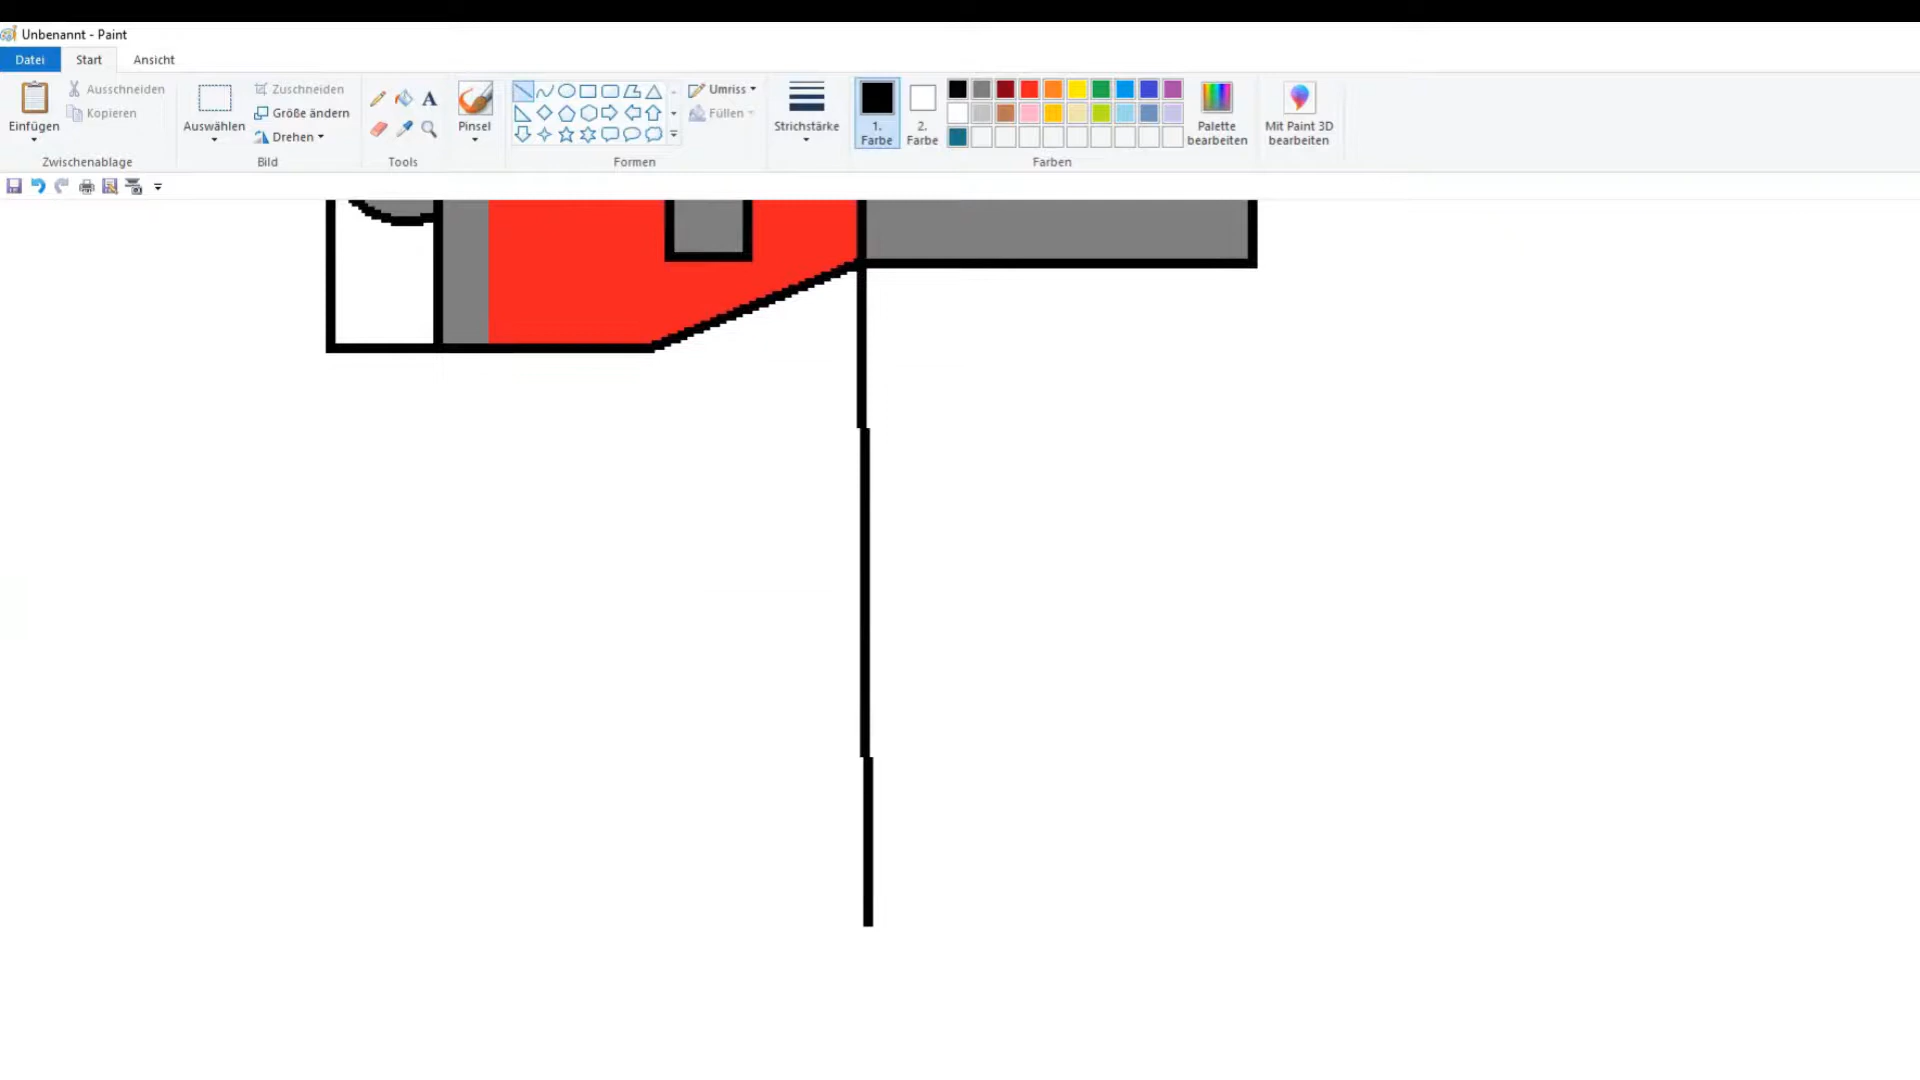 Unbenannt - Paint
Datei Start Ansicht
Einfügen
Ausschneiden
Kopieren
Zwischenablage
Auswählen
Zuschneiden
Größe ändern
Drehen
Bild
A
Tools
Pinsel
Formen
Umriss
Füllen
Strichstärke
1.
Farbe
2.
Farbe
Farben
Palette
bearbeiten
Mit Paint 3D
bearbeiten